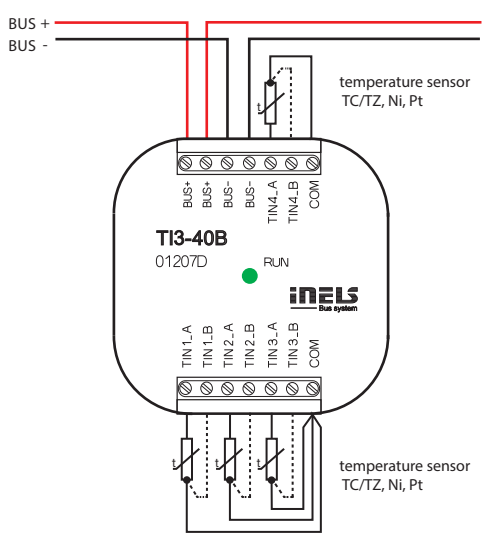 BUS +
BUS -
temperature sensor
TC/TZ, Ni, Pt
t
BUS+
BUS+
BUS-
BUS-
TIN4_A
TIN4_B
COM
TI3-40B
01207D
RUN
iNELS
Bus system
TIN1_A
TIN1_B
TIN2_A
TIN2_B
TIN3_A
TIN3_B
COM
t
t
t
temperature sensor
TC/TZ, Ni, Pt